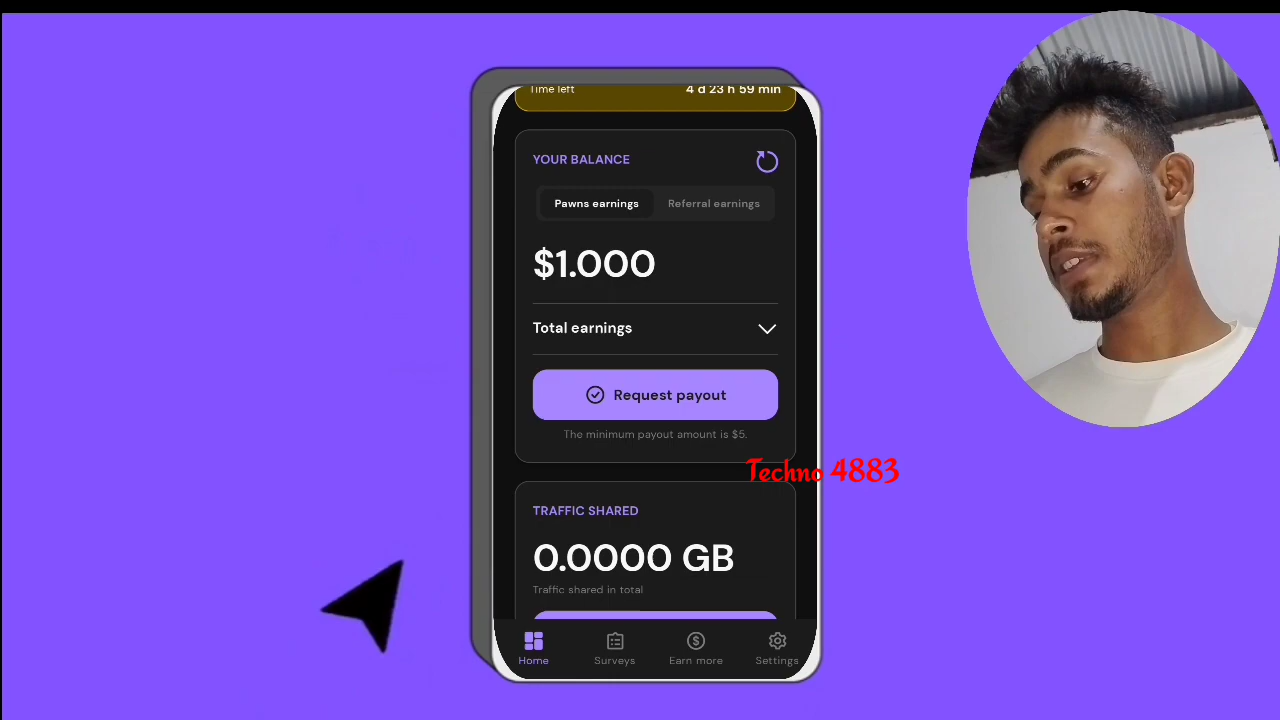 Time left 4 d 23 h 59 min
YOUR BALANCE
Pawns earnings Referral earnings
$1.000
Total earnings
Request payout
The minimum payout amount is $5.
Techno 4883
TRAFFIC SHARED
0.0000 GB
Traffic shared in total
Home Surveys Earn more Settings